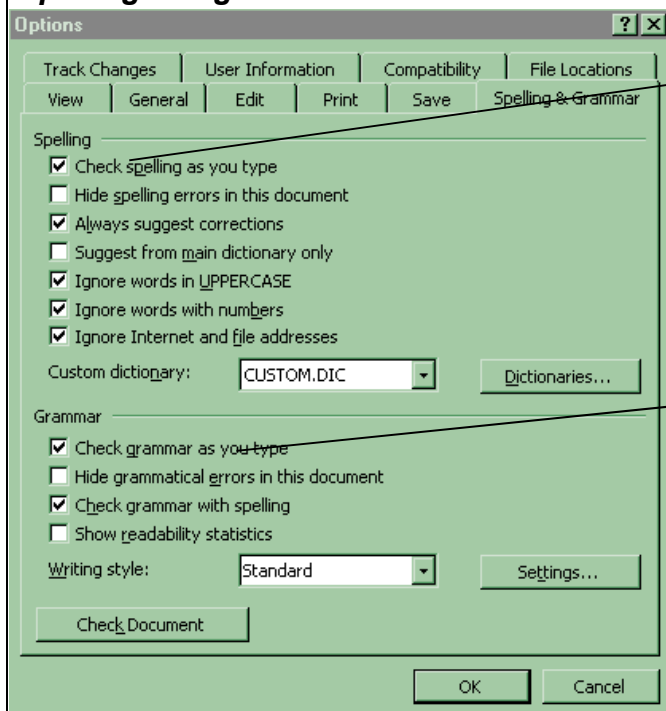 Options
Track Changes User Information Compatibility File Locations
View General Edit Print Save Spelling & Grammar
Spelling
Check spelling as you type
Hide spelling errors in this document
Always suggest corrections
Suggest from main dictionary only
Ignore words in UPPERCASE
Ignore words with numbers
Ignore Internet and file addresses
Custom dictionary: CUSTOM.DIC Dictionaries...
Grammar
Check grammar as you type
Hide grammatical errors in this document
Check grammar with spelling
Show readability statistics
Writing style: Standard Settings...
Check Document
OK Cancel